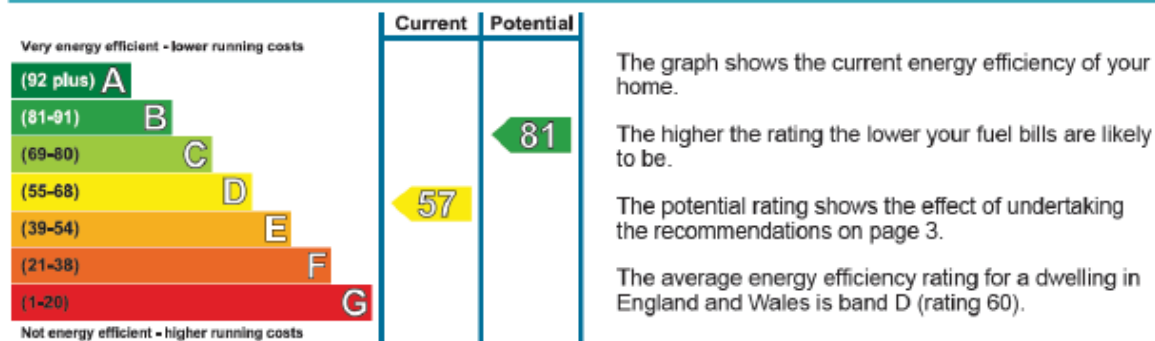 Current Potential
Very energy efficient - lower running costs
(92 plus) A
(81-91) B
(69-80) C
(55-68) D
(39-54) E
(21-38) F
(1-20) G
Not energy efficient - higher running costs
57
81
The graph shows the current energy efficiency of your
home.
The higher the rating the lower your fuel bills are likely
to be.
The potential rating shows the effect of undertaking
the recommendations on page 3.
The average energy efficiency rating for a dwelling in
England and Wales is band D (rating 60).